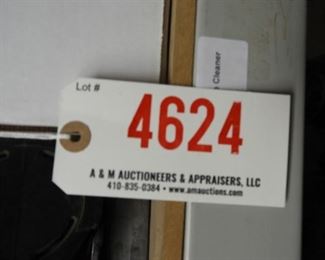 Lot #
4624
A & M AUCTIONEERS & APPRAISERS, LLC
410-835-0384 • www.amauctions.com
Cleaner